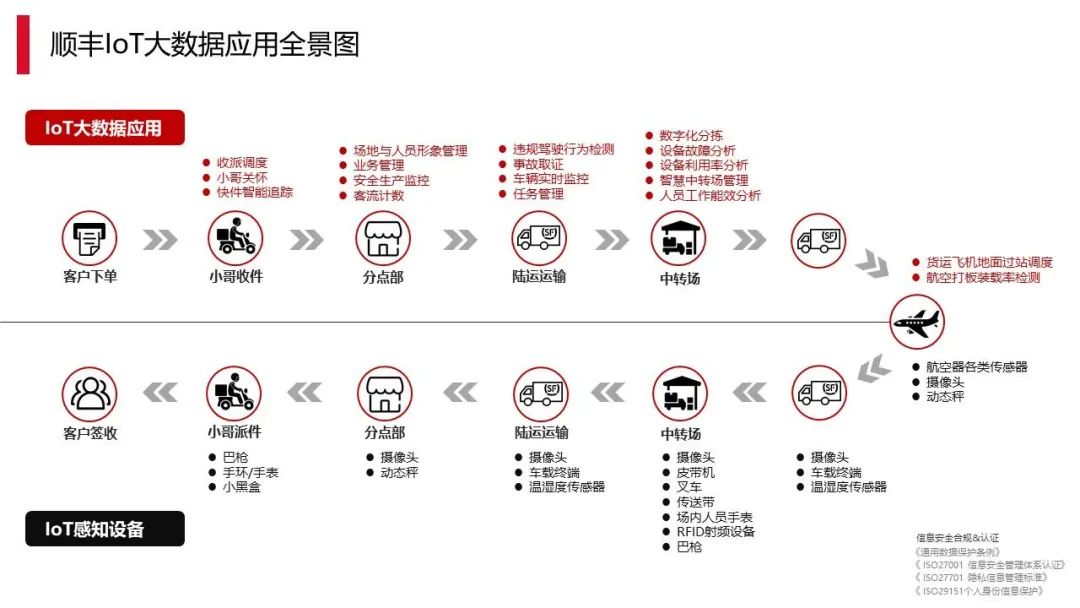 顺丰IoT大数据应用全景图
IoT大数据应用
收派调度
小哥关怀
快件智能追踪
场地与人员形象管理
业务管理
安全生产监控
客流计数
违规驾驶行为检测
事故取证
车辆实时监控
任务管理
数字化分拣
设备故障分析
设备利用率分析
智慧中转场管理
人员工作能效分析
SF
SF
客户下单
小哥收件
分点部
陆运运输
中转场
货运飞机地面过站调度
航空打板装载率检测
航空器各类传感器
摄像头
动态秤
SF
SF
客户签收
小哥派件
分点部
陆运运输
中转场
巴枪
手环/手表
小黑盒
摄像头
动态秤
摄像头
车载终端
温湿度传感器
摄像头
皮带机
叉车
传送带
场内人员手表
RFID射频设备
巴枪
摄像头
车载终端
温湿度传感器
IoT感知设备
信息安全合规&认证
《通用数据保护条例》
《 ISO27001 信息安全管理体系认证》
《 ISO27701 隐私信息管理标准》
《 ISO29151个人身份信息保护》